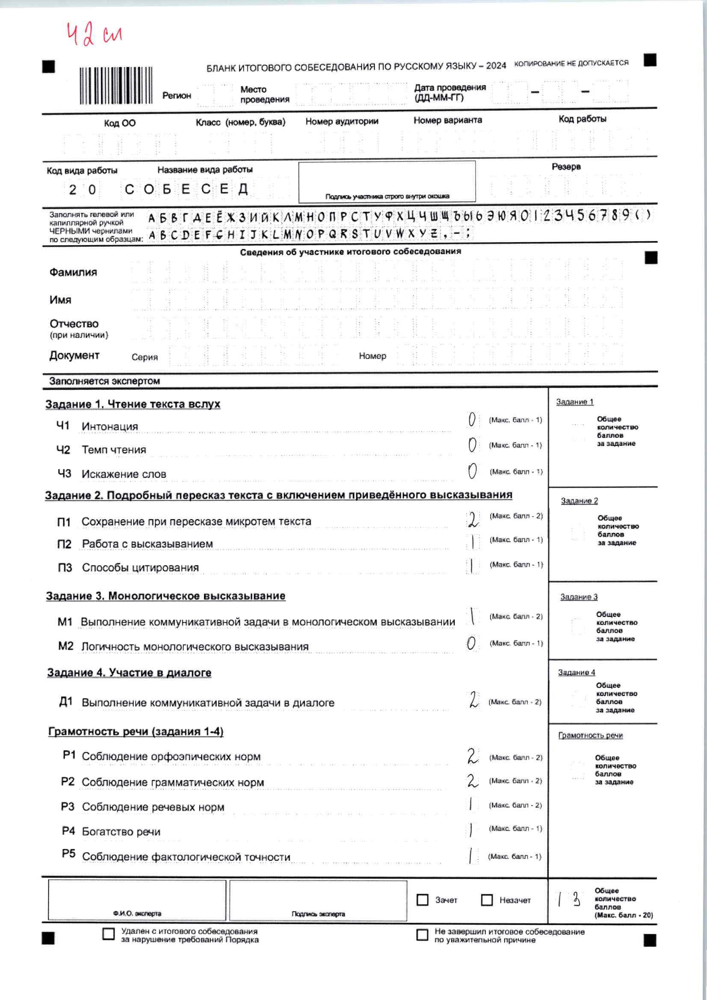 42 сл
БЛАНК ИТОГОВОГО СОБЕСЕДОВАНИЯ ПО РУССКОМУ ЯЗЫКУ – 2024 КОПИРОВАНИЕ НЕ ДОПУСКАЕТСЯ
Регион Место проведения Дата проведения (ДД-ММ-ГГ) – –
Код ОО Класс (номер, буква) Номер аудитории Номер варианта Код работы
Код вида работы Название вида работы Резерв
20 СОБЕСЕД
Подпись участника строго внутри окошка
Заполнять гелевой или
капиллярной ручкой
ЧЕРНЫМИ чернилами
по следующим образцам:
АБВГДЕЁЖЗИЙКЛМНОПРСТУФХЦЧШЩЪЫЬЭЮЯ0123456789()
ABCDEFGHIJKLMNOPQRSTUVWXYZ,-;
Сведения об участнике итогового собеседования
Фамилия
Имя
Отчество
(при наличии)
Документ Серия Номер
Заполняется экспертом
Задание 1. Чтение текста вслух
Ч1 Интонация 0 (Макс. балл - 1)
Ч2 Темп чтения 0 (Макс. балл - 1)
Ч3 Искажение слов 0 (Макс. балл - 1)
Задание 1
Общее
количество
баллов
за задание
Задание 2. Подробный пересказ текста с включением приведённого высказывания
П1 Сохранение при пересказе микротем текста 2 (Макс. балл - 2)
П2 Работа с высказыванием 1 (Макс. балл - 1)
П3 Способы цитирования 1 (Макс. балл - 1)
Задание 2
Общее
количество
баллов
за задание
Задание 3. Монологическое высказывание
М1 Выполнение коммуникативной задачи в монологическом высказывании 1 (Макс. балл - 2)
М2 Логичность монологического высказывания 0 (Макс. балл - 1)
Задание 3
Общее
количество
баллов
за задание
Задание 4. Участие в диалоге
Д1 Выполнение коммуникативной задачи в диалоге 2 (Макс. балл - 2)
Задание 4
Общее
количество
баллов
за задание
Грамотность речи (задания 1-4)
Р1 Соблюдение орфоэпических норм 2 (Макс. балл - 2)
Р2 Соблюдение грамматических норм 2 (Макс. балл - 2)
Р3 Соблюдение речевых норм 1 (Макс. балл - 2)
Р4 Богатство речи 1 (Макс. балл - 1)
Р5 Соблюдение фактологической точности 1 (Макс. балл - 1)
Грамотность речи
Общее
количество
баллов
за задание
Ф.И.О. эксперта
Подпись эксперта
Зачет Незачет
13
Общее
количество
баллов
(Макс. балл - 20)
Удален с итогового собеседования
за нарушение требований Порядка
Не завершил итоговое собеседование
по уважительной причине